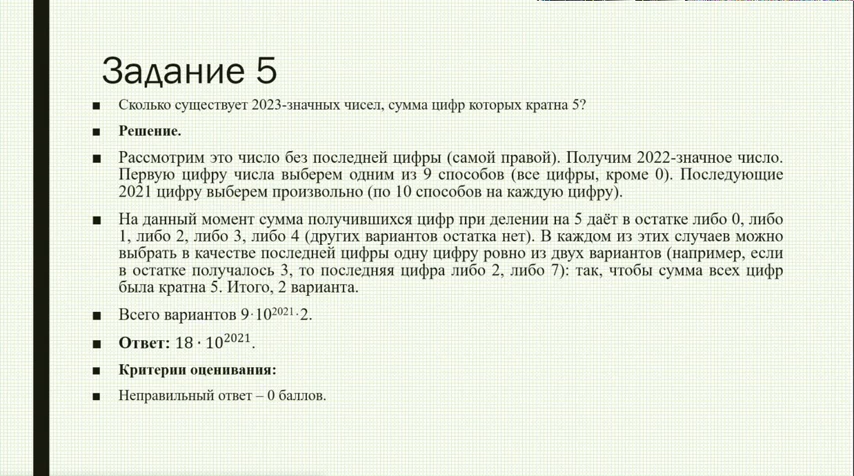 Задание 5
▪ Сколько существует 2023-значных чисел, сумма цифр которых кратна 5?
▪ Решение.
▪ Рассмотрим это число без последней цифры (самой правой). Получим 2022-значное число.
Первую цифру числа выберем одним из 9 способов (все цифры, кроме 0). Последующие
2021 цифру выберем произвольно (по 10 способов на каждую цифру).
▪ На данный момент сумма получившихся цифр при делении на 5 даёт в остатке либо 0, либо
1, либо 2, либо 3, либо 4 (других вариантов остатка нет). В каждом из этих случаев можно
выбрать в качестве последней цифры одну цифру ровно из двух вариантов (например, если
в остатке получалось 3, то последняя цифра либо 2, либо 7): так, чтобы сумма всех цифр
была кратна 5. Итого, 2 варианта.
▪ Всего вариантов 9·10²⁰²¹·2.
▪ Ответ: 18 · 10²⁰²¹.
▪ Критерии оценивания:
▪ Неправильный ответ – 0 баллов.